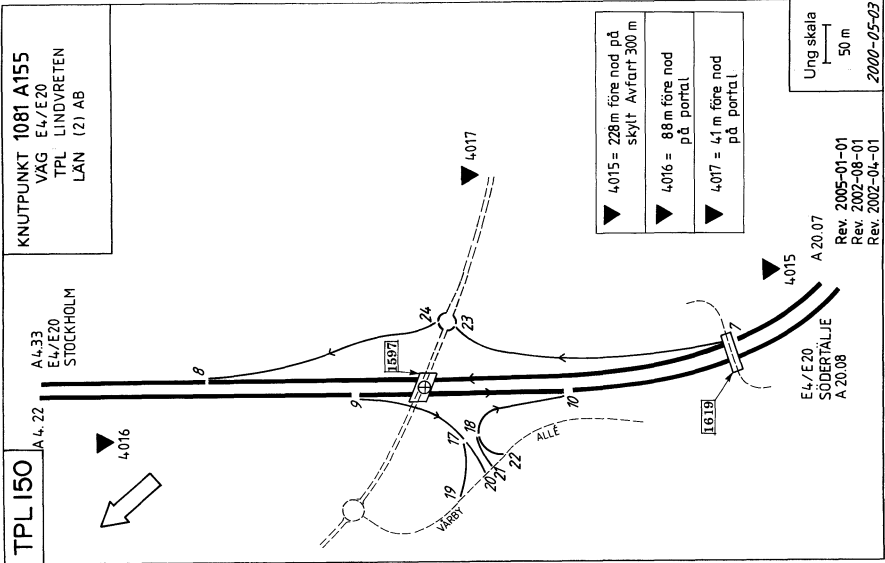 TPL 150
KNUTPUNKT 1081 A155
VÄG E4/E20
TPL LINDVRETEN
LÄN (2) AB
A 4.22
A 4.33
E4/E20
STOCKHOLM
4016
8
9
1597
24
23
4017
10
17
18
19
20
21
22
VÅRBY
ALLÉ
7
1619
4015
A 20.07
E4/E20
SÖDERTÄLJE
A 20.08
4015 = 228m före nod på
skylt Avfart 300 m
4016 = 88m före nod
på portal
4017 = 41 m före nod
på portal
Rev. 2005-01-01
Rev. 2002-08-01
Rev. 2002-04-01
Ung skala
50 m
2000-05-03